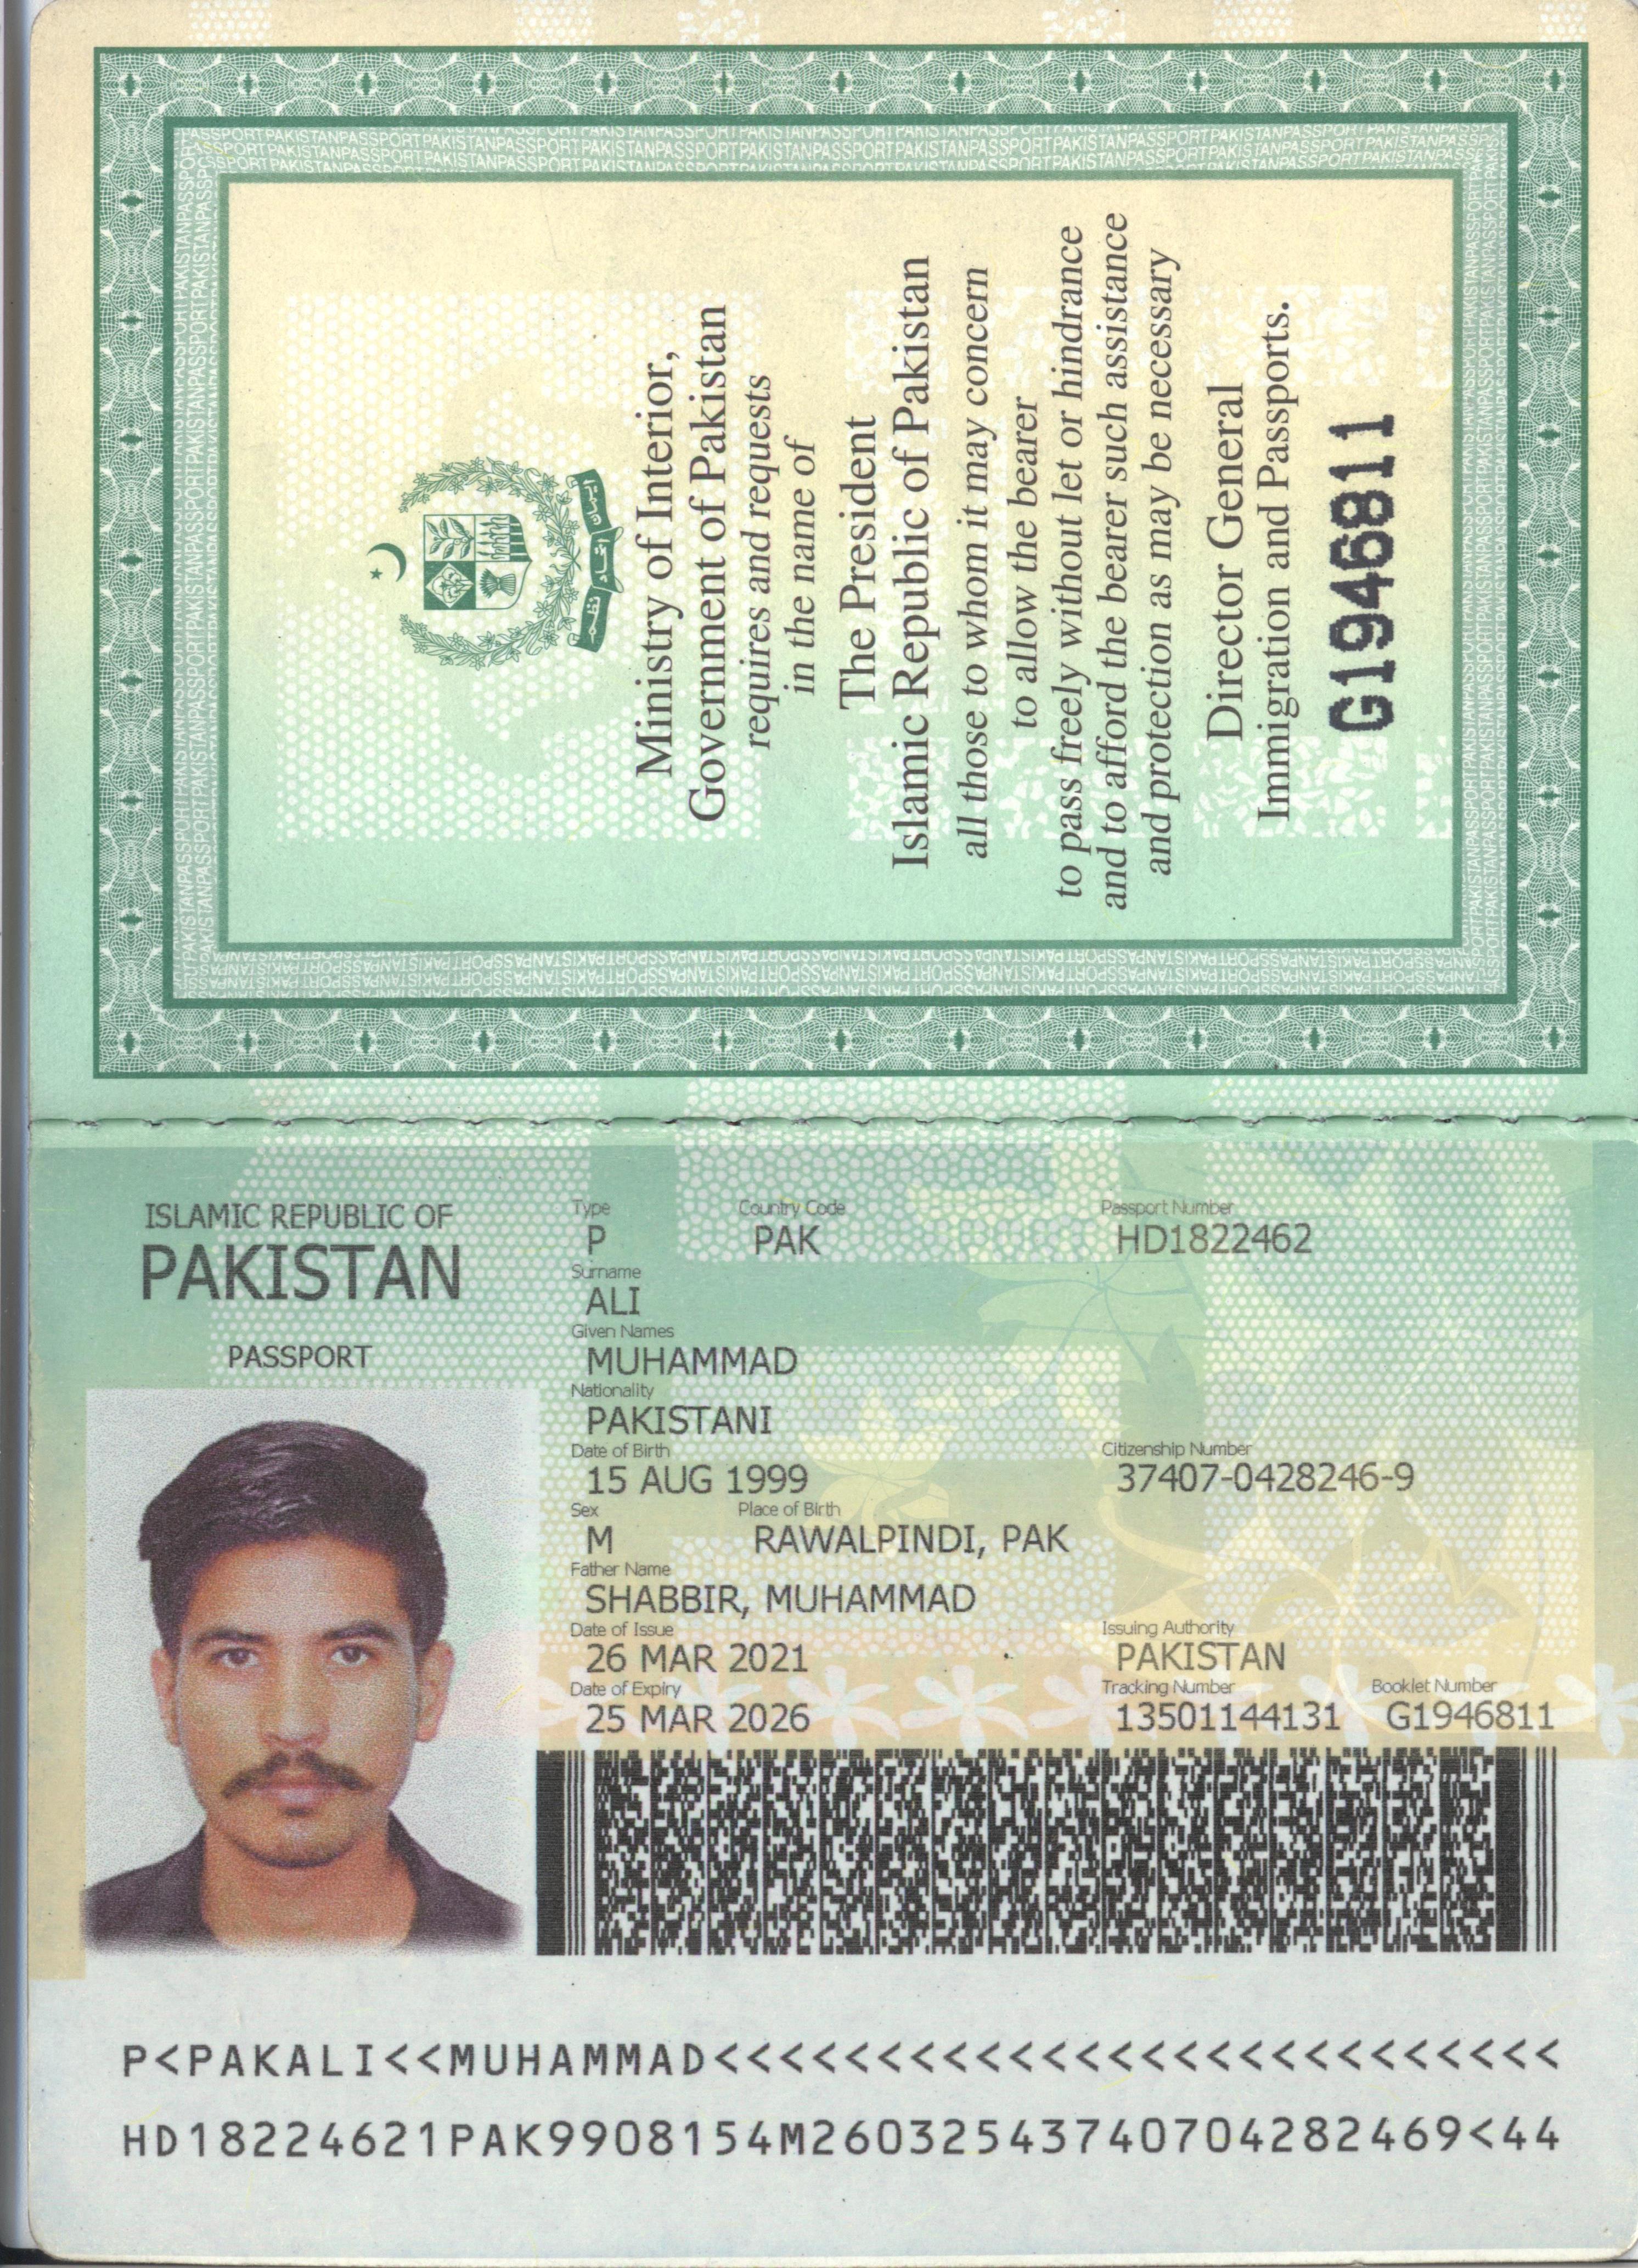 نظم اتحاد ایمان
Ministry of Interior,
Government of Pakistan
requires and requests
in the name of
The President
Islamic Republic of Pakistan
all those to whom it may concern
to allow the bearer
to pass freely without let or hindrance
and to afford the bearer such assistance
and protection as may be necessary
Director General
Immigration and Passports.
G1946811
ISLAMIC REPUBLIC OF
PAKISTAN
PASSPORT
Type Country Code Passport Number
P PAK HD1822462
Surname
ALI
Given Names
MUHAMMAD
Nationality
PAKISTANI
Date of Birth Citizenship Number
15 AUG 1999 37407-0428246-9
Sex Place of Birth
M RAWALPINDI, PAK
Father Name
SHABBIR, MUHAMMAD
Date of Issue Issuing Authority
26 MAR 2021 PAKISTAN
Date of Expiry Tracking Number Booklet Number
25 MAR 2026 13501144131 G1946811
P<PAKALI<<MUHAMMAD<<<<<<<<<<<<<<<<<<<<<<<<<<
HD18224621PAK9908154M26032543740704282469<44